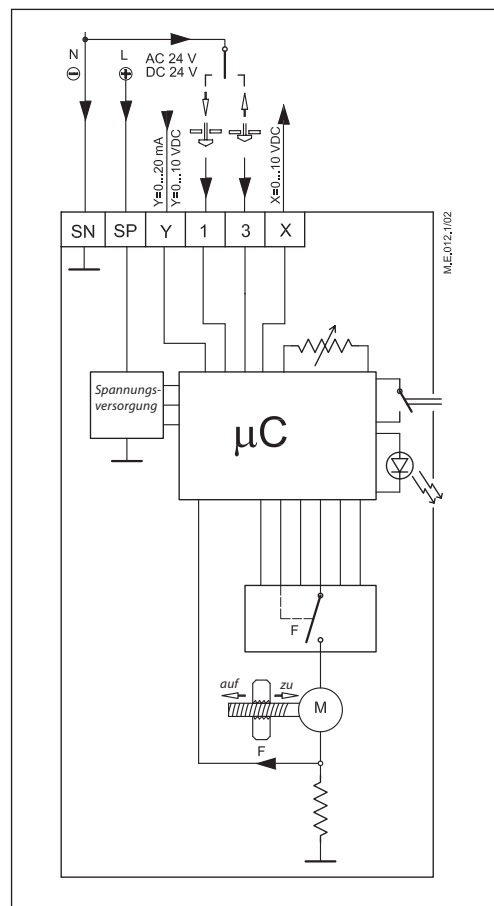 N
L
AC 24 V
DC 24 V
Y=0...20 mA
Y=0...10 VDC
X=0...10 VDC
SN
SP
Y
1
3
X
M.E.012.1/02
Spannungs-
versorgung
μC
F
auf
zu
M
F